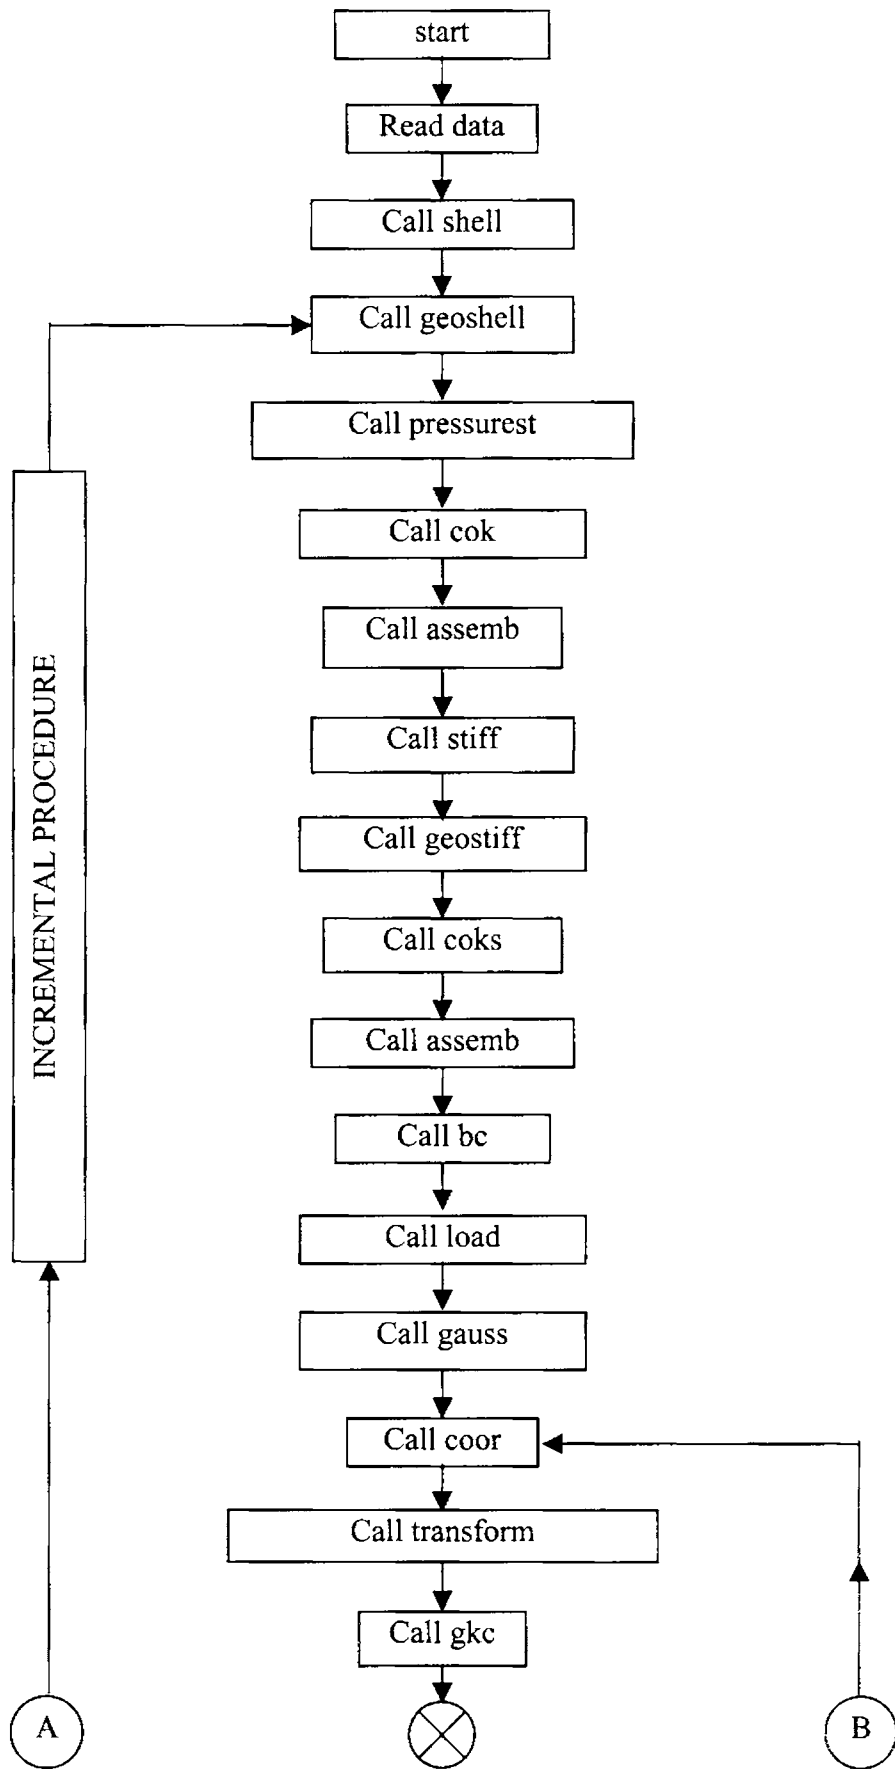 start
Read data
Call shell
Call geoshell
Call pressurest
Call cok
Call assemb
Call stiff
Call geostiff
Call coks
Call assemb
Call bc
Call load
Call gauss
Call coor
Call transform
Call gkc
INCREMENTAL PROCEDURE
A
B